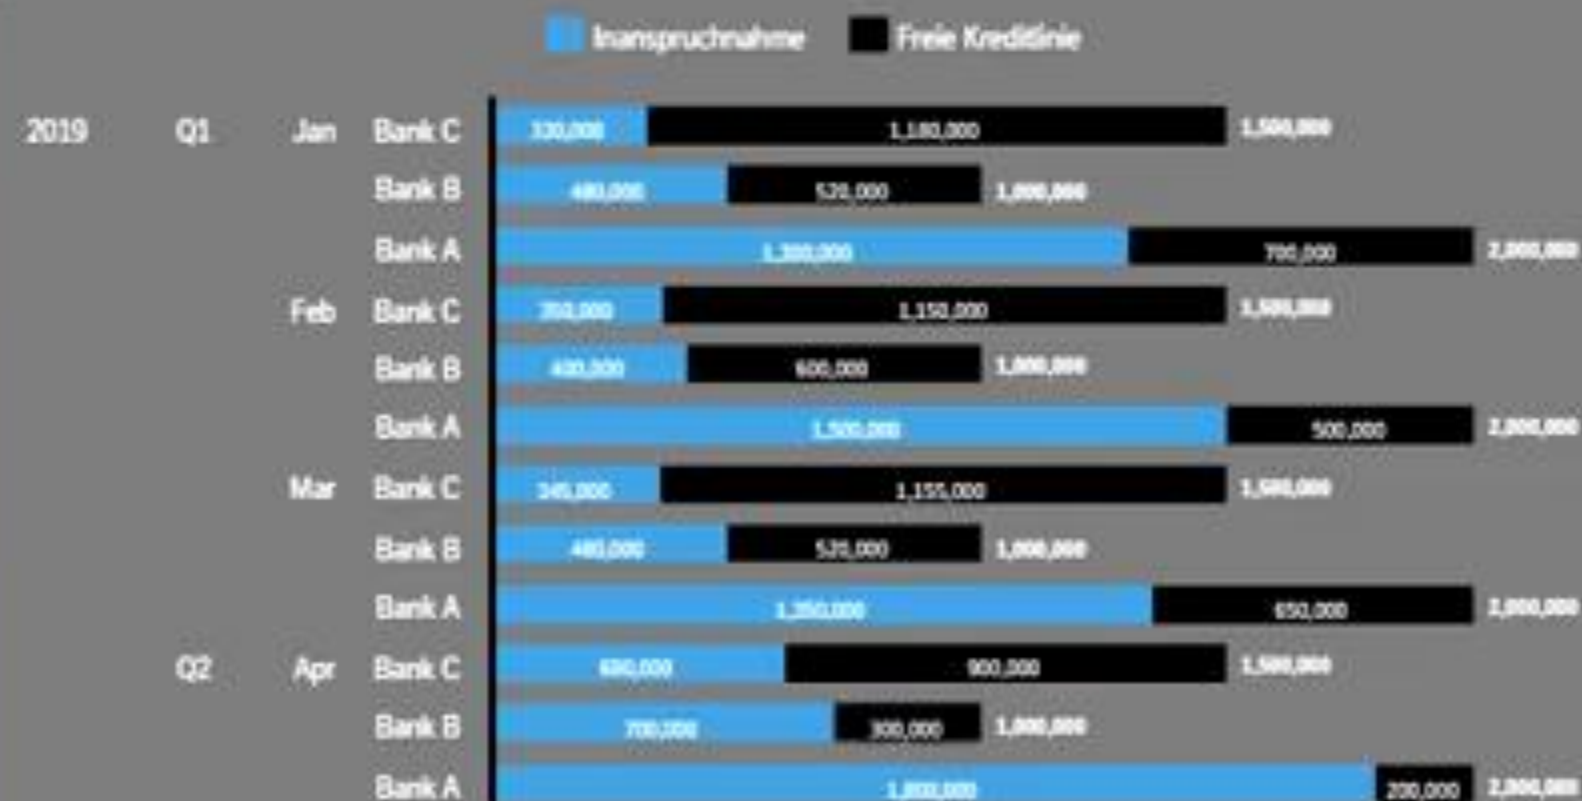 Inanspruchnahme Freie Kreditlinie
2019 Q1 Jan Bank C 320,000 1,180,000 1,500,000
Bank B 480,000 520,000 1,000,000
Bank A 1,300,000 700,000 2,000,000
Feb Bank C 350,000 1,150,000 1,500,000
Bank B 400,000 600,000 1,000,000
Bank A 1,500,000 500,000 2,000,000
Mar Bank C 345,000 1,155,000 1,500,000
Bank B 480,000 520,000 1,000,000
Bank A 1,350,000 650,000 2,000,000
Q2 Apr Bank C 900,000 1,500,000
Bank B 700,000 300,000 1,000,000
Bank A 1,800,000 200,000 2,000,000